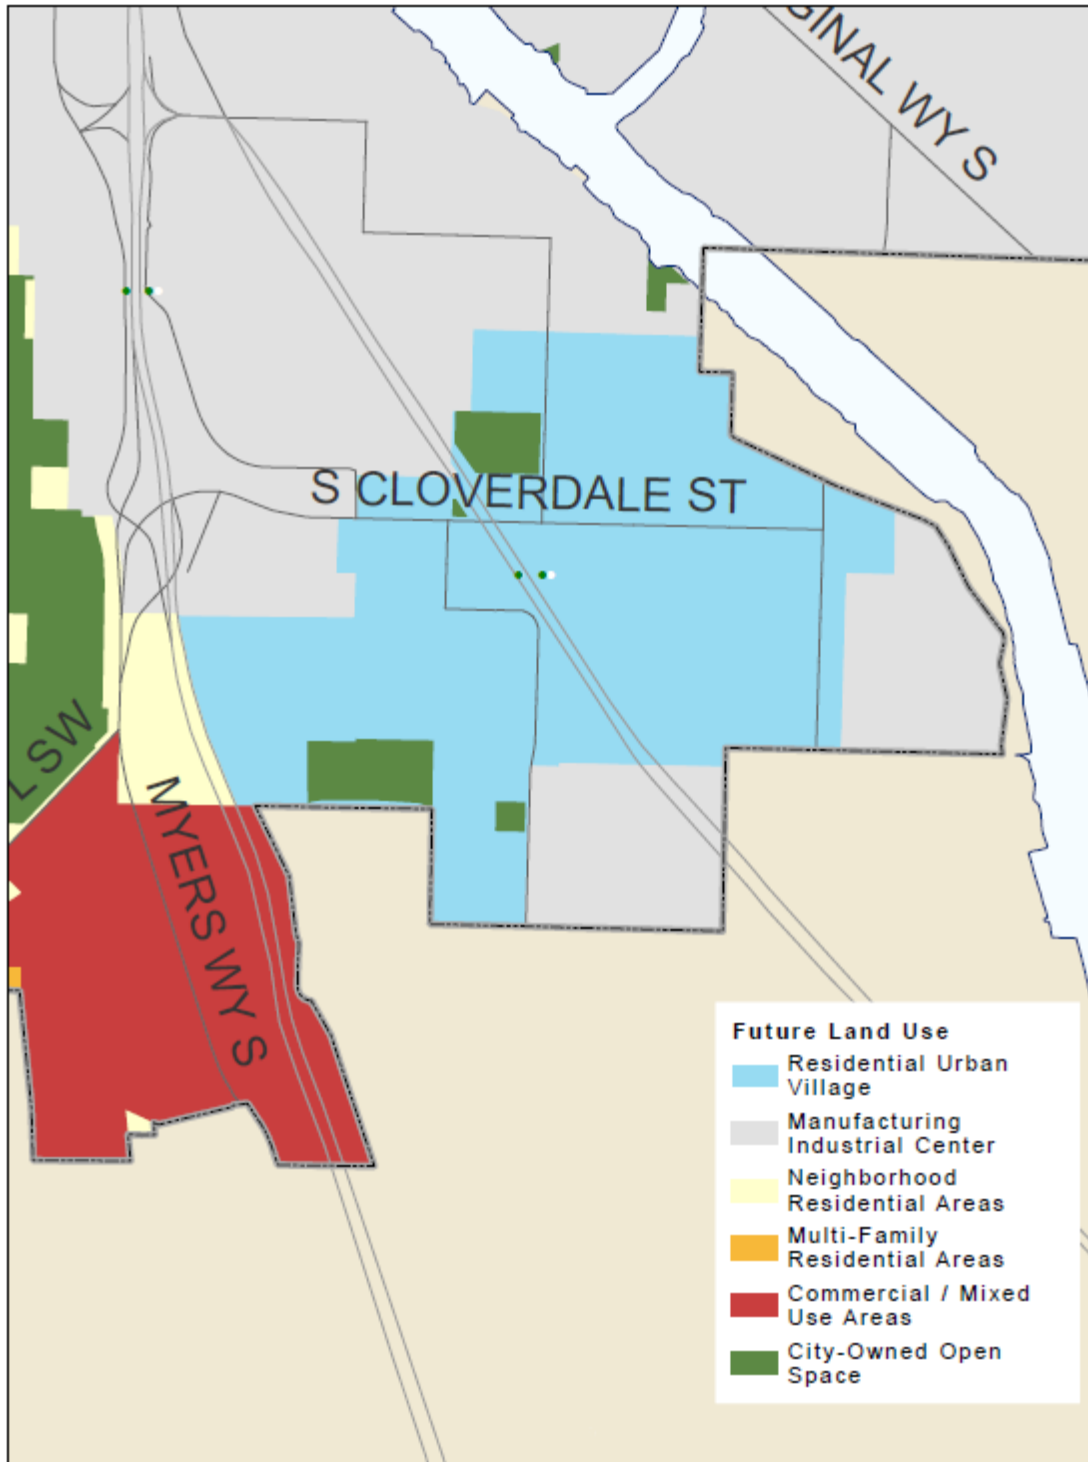 GINAL WY S
S CLOVERDALE ST
L SW
MYERS WY S
Future Land Use
Residential Urban
Village
Manufacturing
Industrial Center
Neighborhood
Residential Areas
Multi-Family
Residential Areas
Commercial / Mixed
Use Areas
City-Owned Open
Space